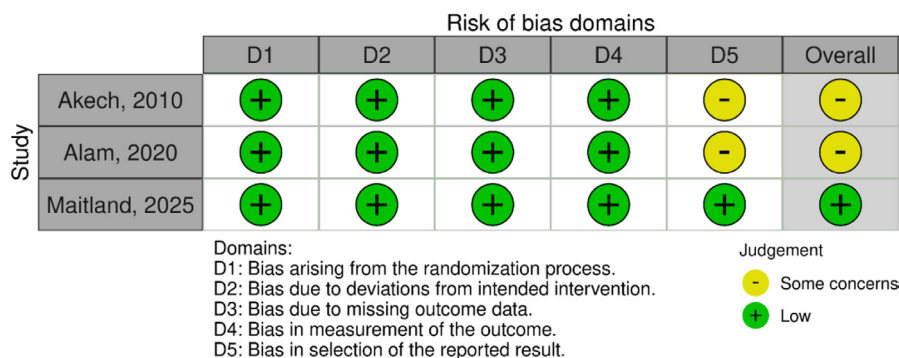 Risk of bias domains
D1 D2 D3 D4 D5 Overall
Study
Akech, 2010 + + + + - -
Alam, 2020 + + + + - -
Maitland, 2025 + + + + + +
Domains:
D1: Bias arising from the randomization process.
D2: Bias due to deviations from intended intervention.
D3: Bias due to missing outcome data.
D4: Bias in measurement of the outcome.
D5: Bias in selection of the reported result.
Judgement
- Some concerns
+ Low